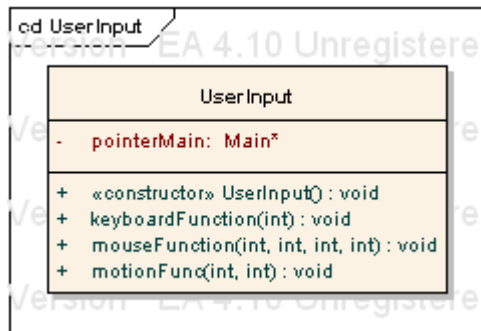 cd UserInput
Version EA 4.10 Unregistere
UserInput
- pointerMain: Main*
+ «constructor» UserInput() : void
+ keyboardFunction(int) : void
+ mouseFunction(int, int, int, int) : void
+ motionFunc(int, int) : void
Version EA 4.10 Unregistere